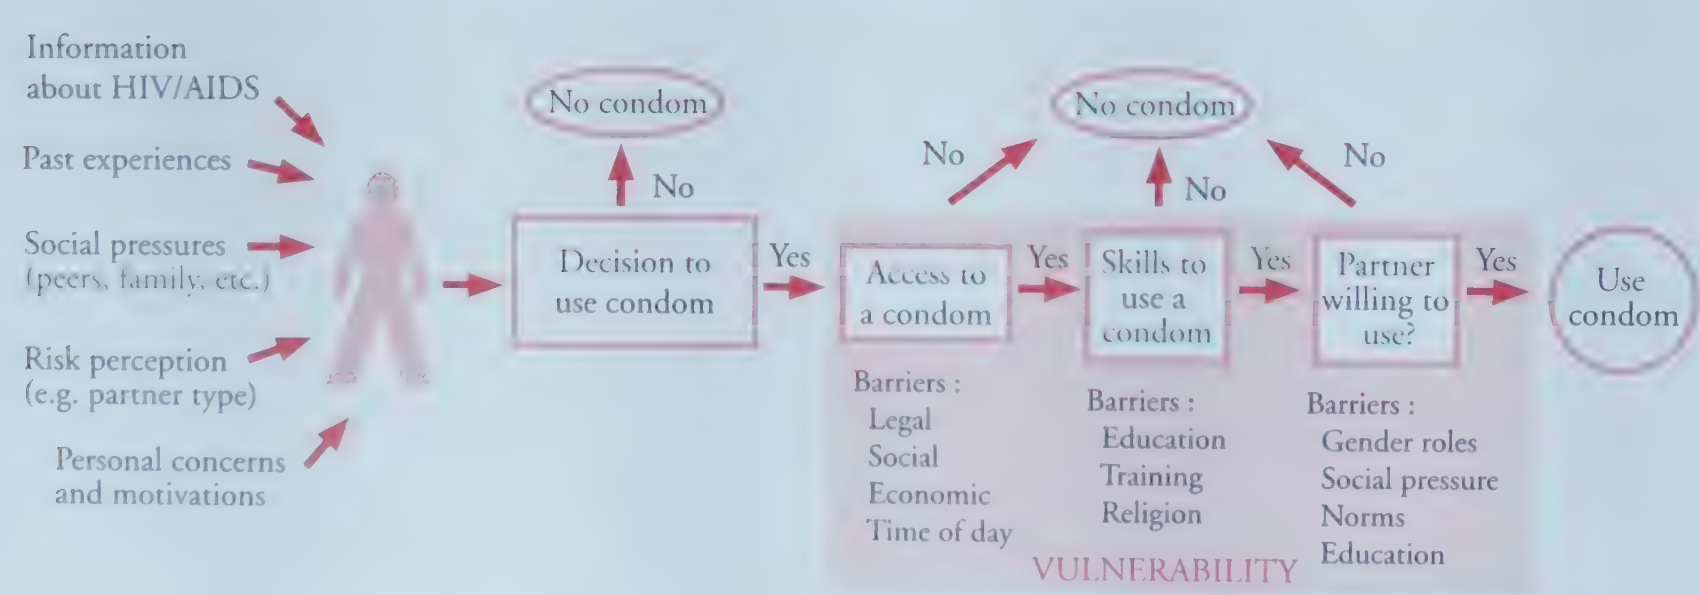 Information
about HIV/AIDS
Past experiences
Social pressures
(peers, family, etc.)
Risk perception
(e.g. partner type)
Personal concerns
and motivations
No condom
No
Decision to
use condom
Yes
No condom
No
No
No
Access to
a condom
Yes
Skills to
use a
condom
Yes
Partner
willing to
use?
Yes
Use
condom
Barriers :
Legal
Social
Economic
Time of day
Barriers :
Education
Training
Religion
Barriers :
Gender roles
Social pressure
Norms
Education
VULNERABILITY